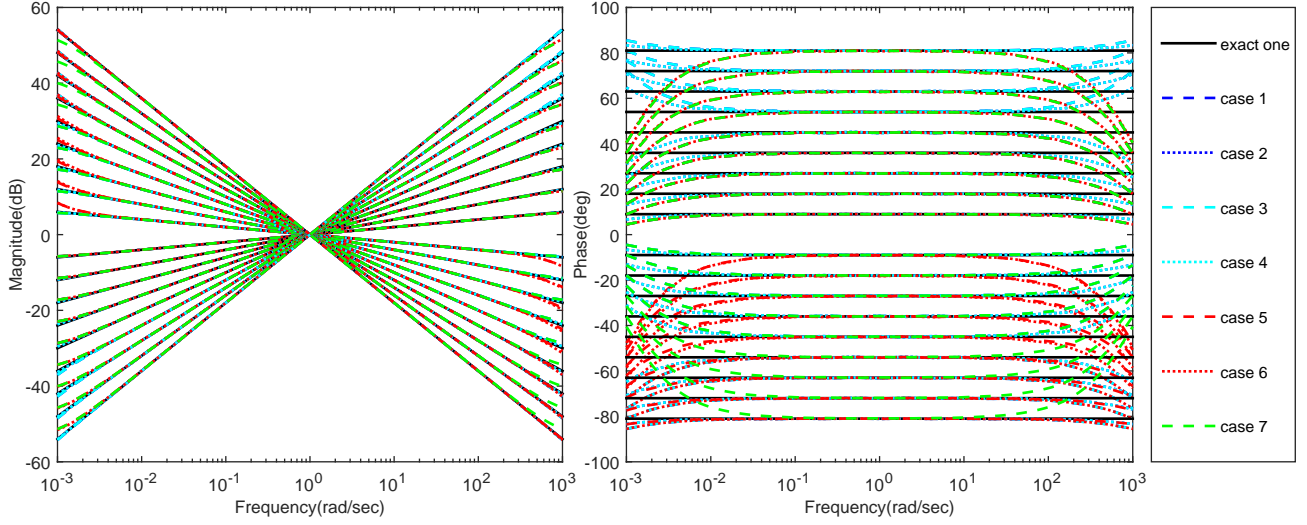 60
40
20
0
-20
-40
-60
Magnitude(dB)
10-3
10-2
10-1
100
101
102
103
Frequency(rad/sec)
100
80
60
40
20
0
-20
-40
-60
-80
-100
Phase(deg)
10-3
10-2
10-1
100
101
102
103
Frequency(rad/sec)
exact one
case 1
case 2
case 3
case 4
case 5
case 6
case 7